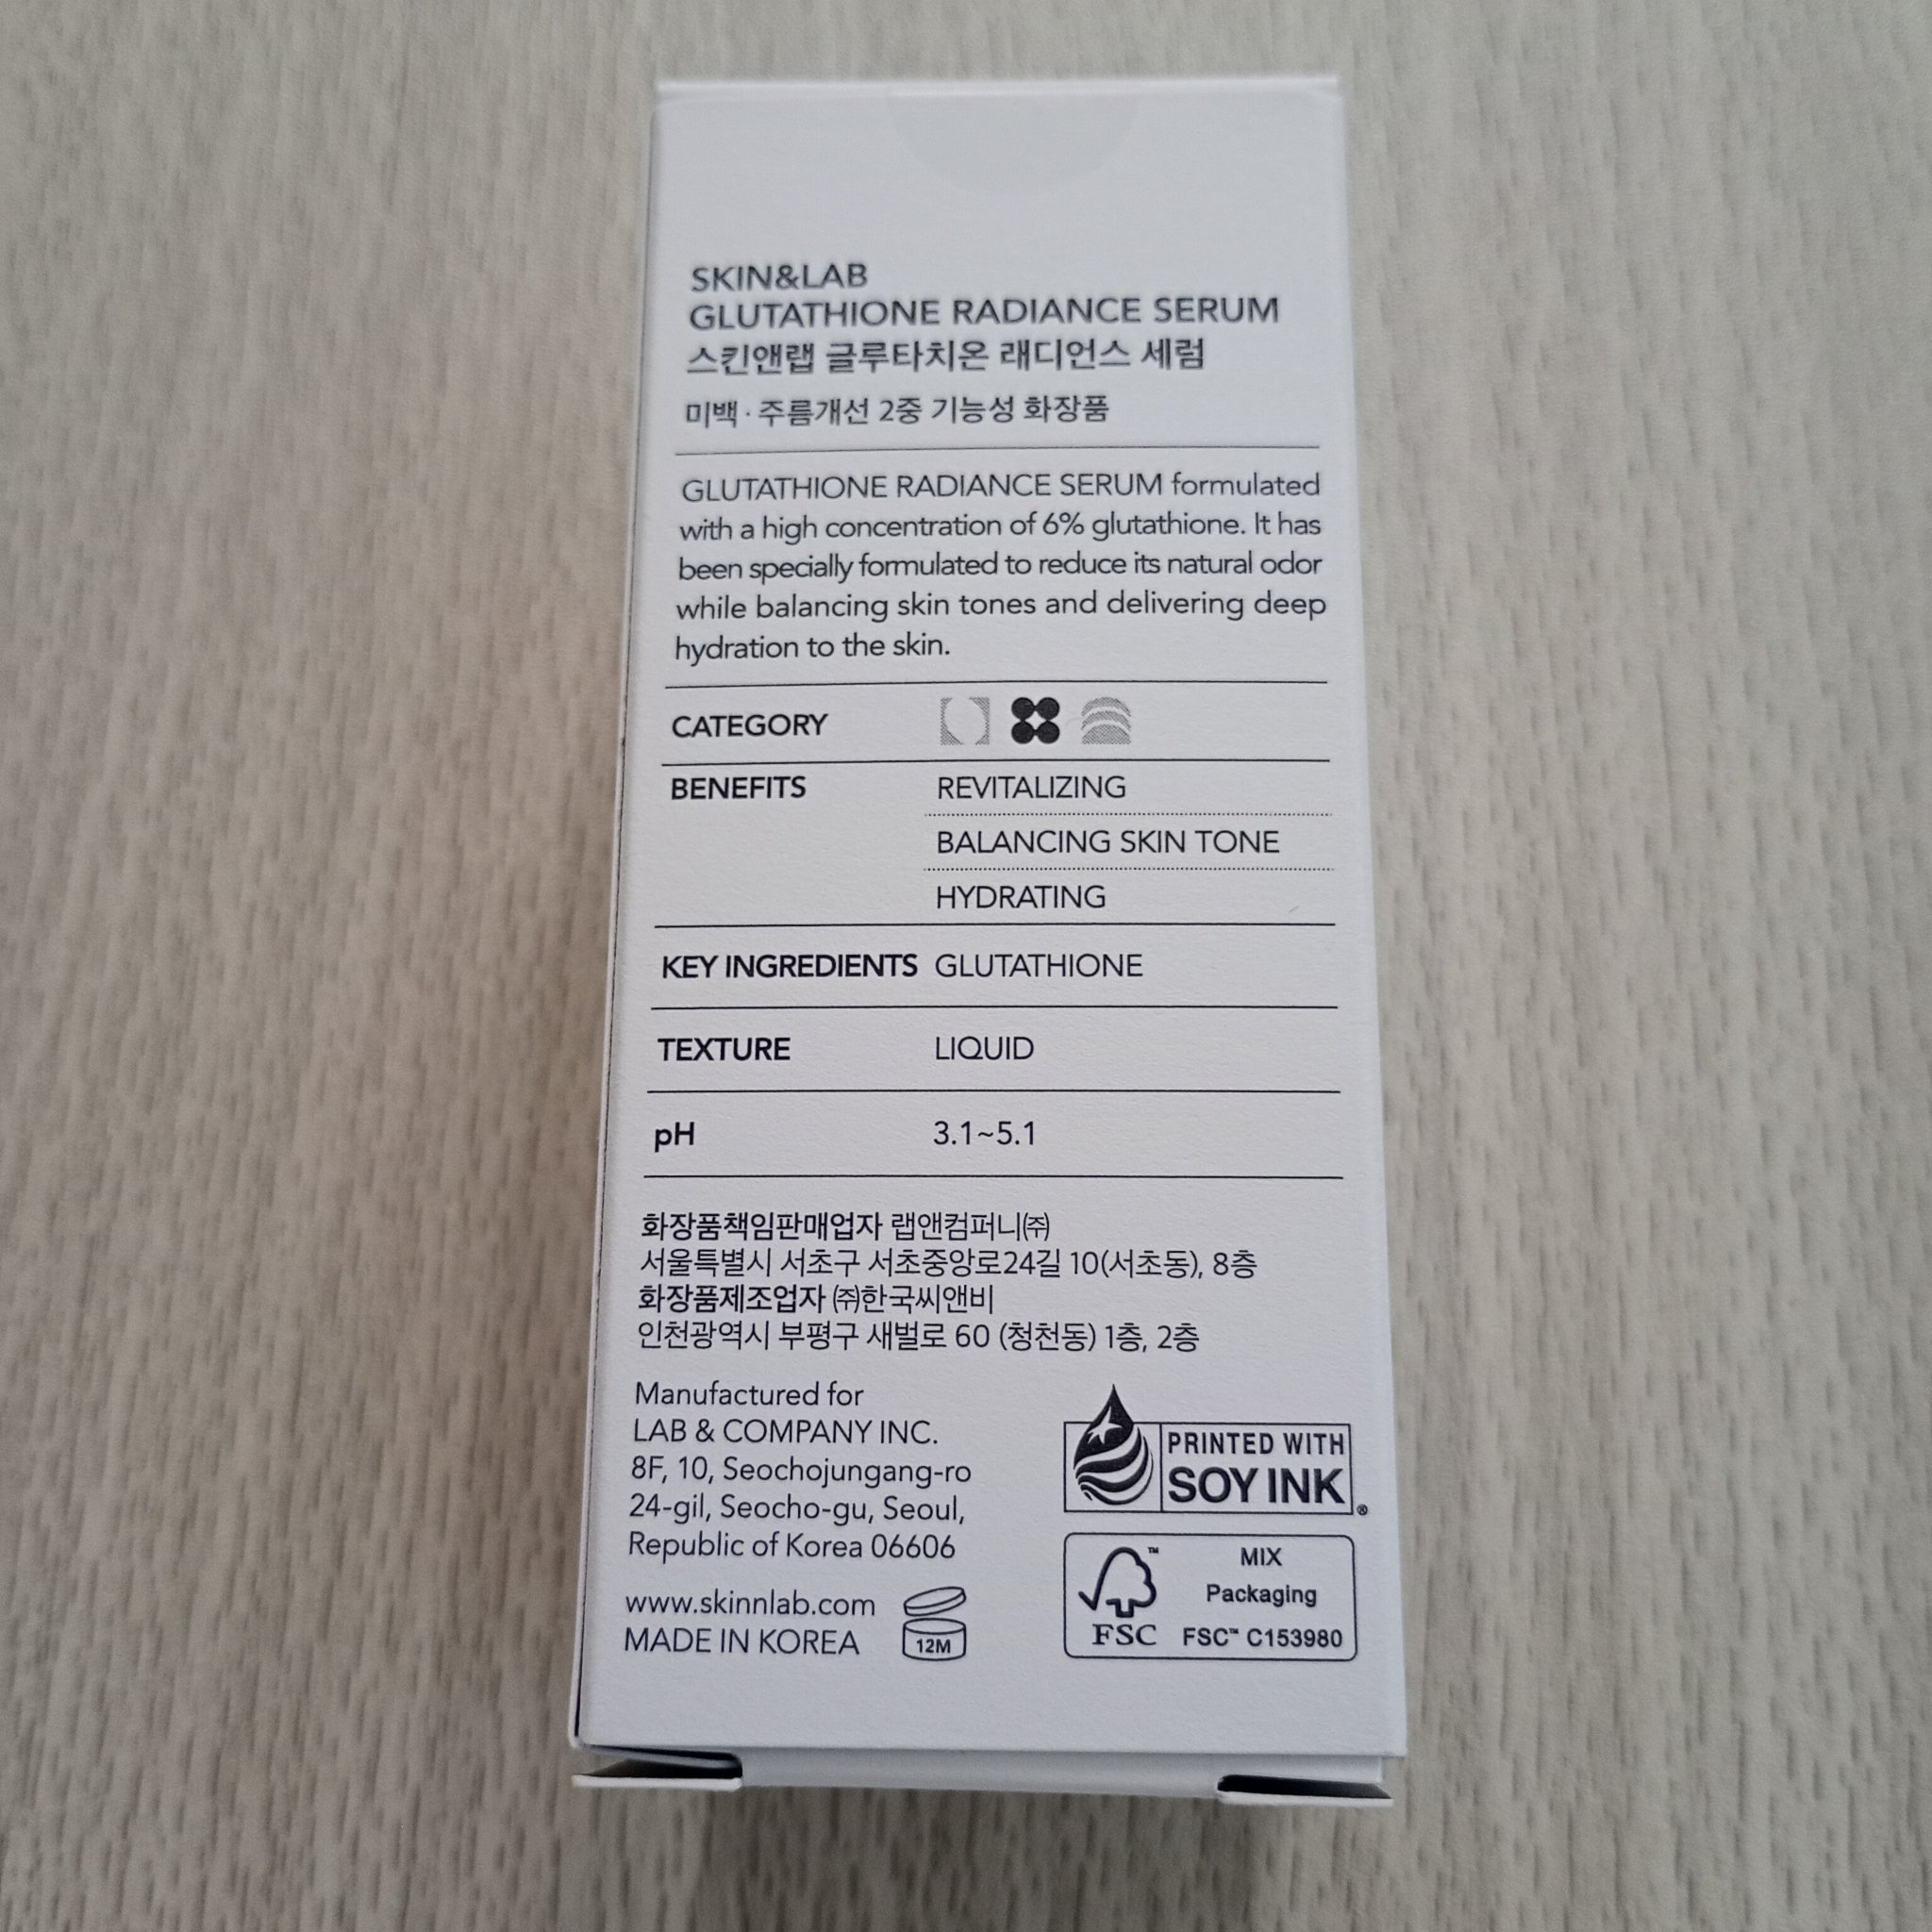 SKIN&LAB
GLUTATHIONE RADIANCE SERUM
스킨앤랩 글루타치온 래디언스 세럼
미백 · 주름개선 2중 기능성 화장품
GLUTATHIONE RADIANCE SERUM formulated
with a high concentration of 6% glutathione. It has
been specially formulated to reduce its natural odor
while balancing skin tones and delivering deep
hydration to the skin.
CATEGORY
BENEFITS REVITALIZING
BALANCING SKIN TONE
HYDRATING
KEY INGREDIENTS GLUTATHIONE
TEXTURE LIQUID
pH 3.1~5.1
화장품책임판매업자 랩앤컴퍼니㈜
서울특별시 서초구 서초중앙로24길 10(서초동), 8층
화장품제조업자 ㈜한국씨앤비
인천광역시 부평구 새벌로 60 (청천동) 1층, 2층
Manufactured for
LAB & COMPANY INC.
8F, 10, Seochojungang-ro
24-gil, Seocho-gu, Seoul,
Republic of Korea 06606
www.skinnlab.com
MADE IN KOREA
12M
PRINTED WITH
SOY INK®
MIX
Packaging
FSC™ FSC™ C153980